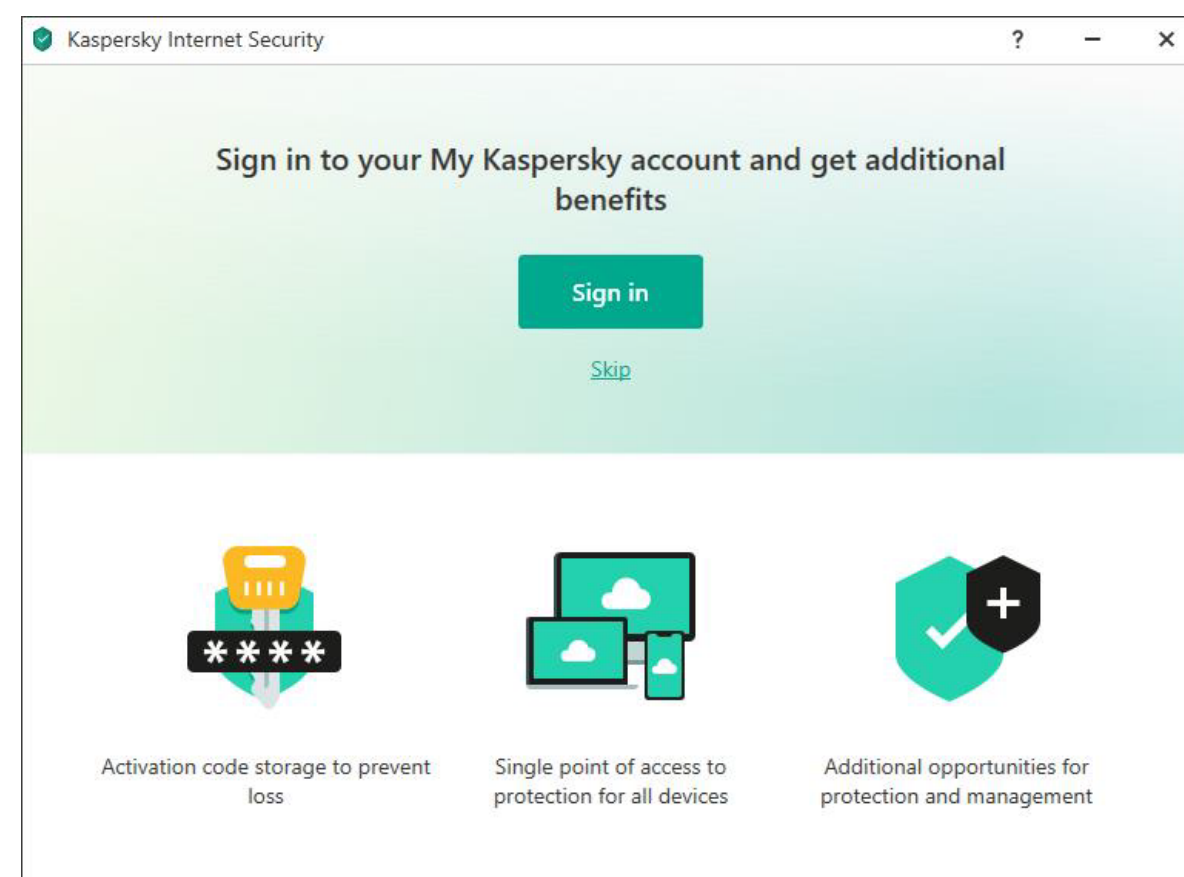 Kaspersky Internet Security
Sign in to your My Kaspersky account and get additional
benefits
Sign in
Skip
Activation code storage to prevent
loss
Single point of access to
protection for all devices
Additional opportunities for
protection and management